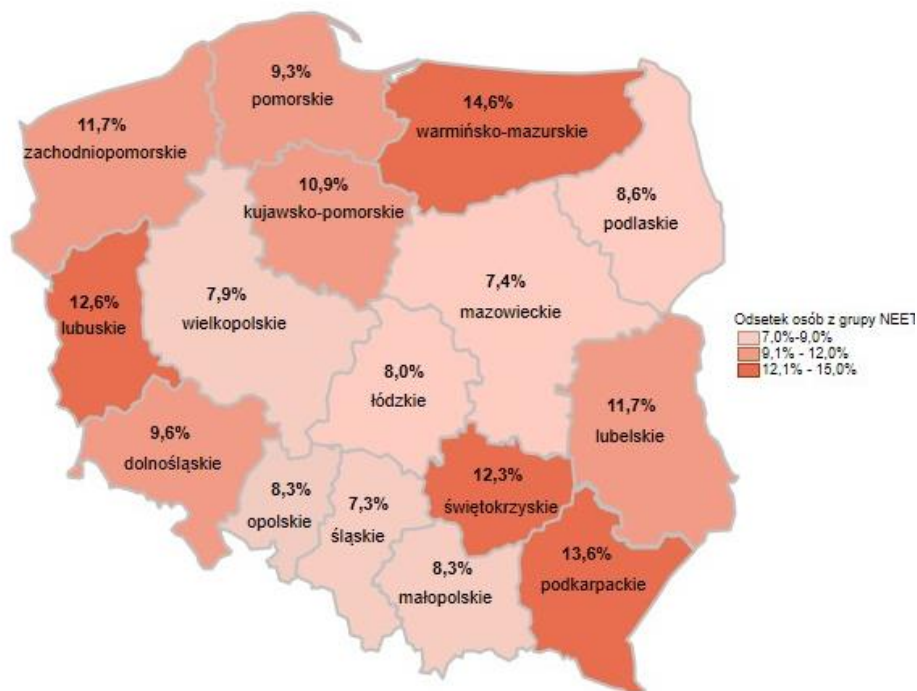 9,3%
pomorskie
14,6%
warmińsko-mazurskie
11,7%
zachodniopomorskie
10,9%
kujawsko-pomorskie
8,6%
podlaskie
7,4%
mazowieckie
7,9%
wielkopolskie
12,6%
lubuskie
Odsetek osób z grupy NEET
7,0%-9,0%
9,1% - 12,0%
12,1% - 15,0%
8,0%
łódzkie
11,7%
lubelskie
9,6%
dolnośląskie
12,3%
świętokrzyskie
8,3%
opolskie
7,3%
śląskie
13,6%
podkarpackie
8,3%
małopolskie